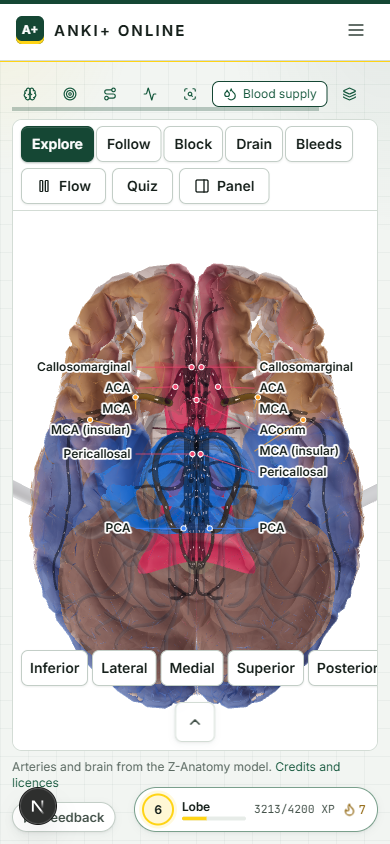 A+ ANKI+ ONLINE
Blood supply
Explore Follow Block Drain Bleeds
Flow Quiz Panel
Callosomarginal Callosomarginal
ACA ACA
MCA MCA
MCA (insular) AComm
MCA (insular)
Pericallosal
Pericallosal
PCA PCA
Inferior Lateral Medial Superior Posterior
Arteries and brain from the Z-Anatomy model. Credits and
licences
N eedback
6 Lobe 3213/4200 XP 7